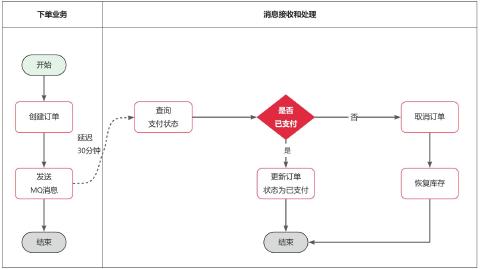 下单业务
消息接收和处理
开始
创建订单
延迟
30分钟
发送
MQ消息
结束
查询
支付状态
是否
已支付
否
取消订单
是
更新订单
状态为已支付
恢复库存
结束